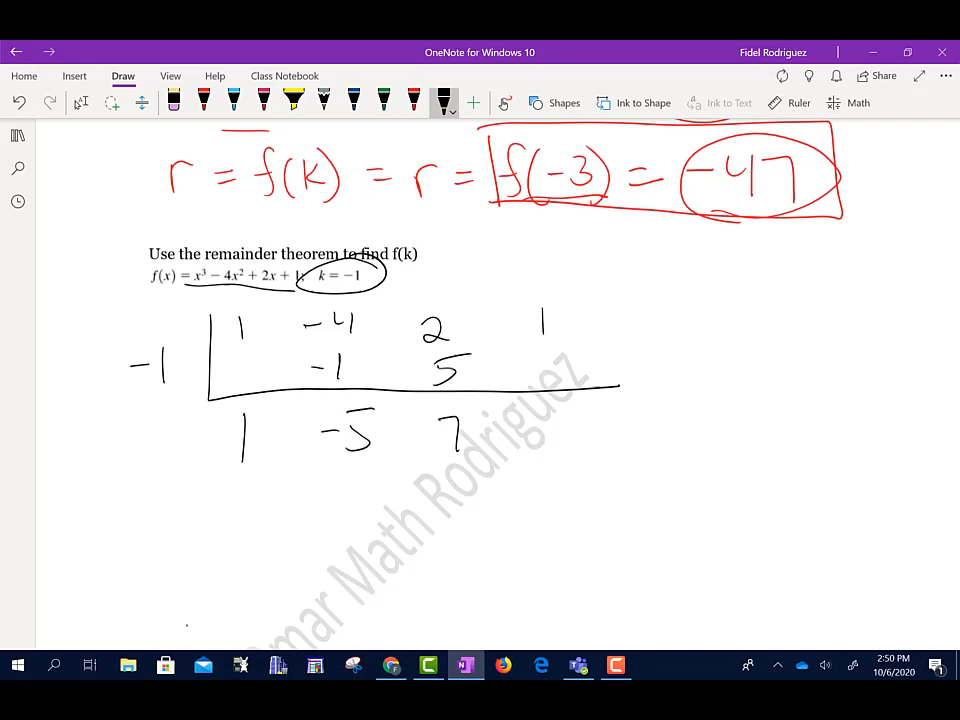 OneNote for Windows 10
Fidel Rodriguez
Home Insert Draw View Help Class Notebook Share
Shapes Ink to Shape Ink to Text Ruler Math
r = f(k) = r = f(-3) = -47
Use the remainder theorem to find f(k)
f(x) = x³ − 4x² + 2x + 1; k = −1
1 -4 2 1
-1 -1 5
1 -5 7
Omar Math Rodriguez
2:50 PM
10/6/2020
1